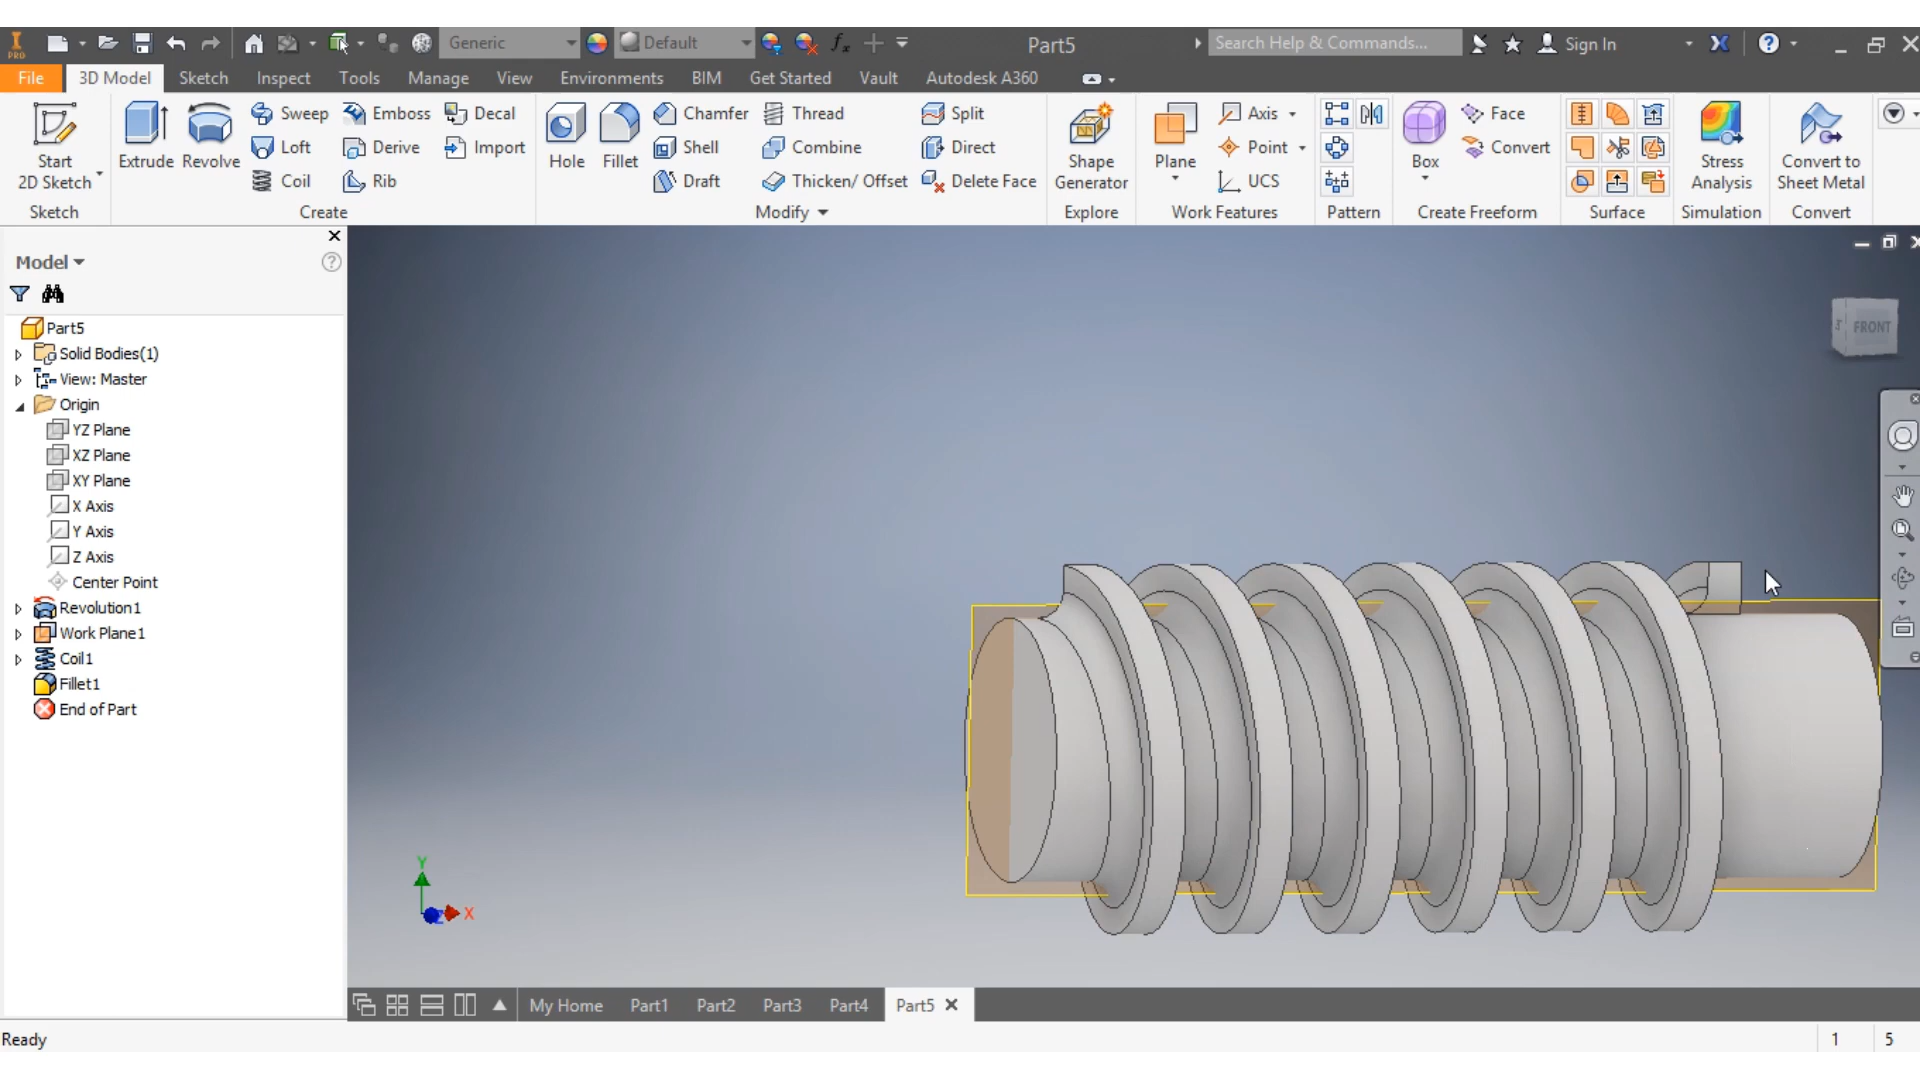 PRO
Generic
Default
fx
Part5
Search Help & Commands...
Sign In
File
3D Model
Sketch
Inspect
Tools
Manage
View
Environments
BIM
Get Started
Vault
Autodesk A360
Start
2D Sketch
Sketch
Extrude
Revolve
Sweep
Loft
Coil
Emboss
Derive
Rib
Decal
Import
Create
Hole
Fillet
Chamfer
Shell
Draft
Thread
Combine
Thicken/ Offset
Split
Direct
Delete Face
Modify
Shape
Generator
Explore
Plane
Axis
Point
UCS
Work Features
Pattern
Box
Face
Convert
Create Freeform
Surface
Stress
Analysis
Simulation
Convert to
Sheet Metal
Convert
Model
Part5
Solid Bodies(1)
View: Master
Origin
YZ Plane
XZ Plane
XY Plane
X Axis
Y Axis
Z Axis
Center Point
Revolution1
Work Plane1
Coil1
Fillet1
End of Part
FRONT
Y
Z
X
My Home
Part1
Part2
Part3
Part4
Part5
Ready
1
5